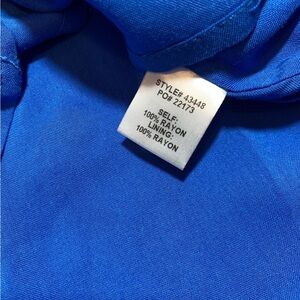 STYLE# 43448
PO# 22173
SELF:
100% RAYON
LINING:
100% RAYON